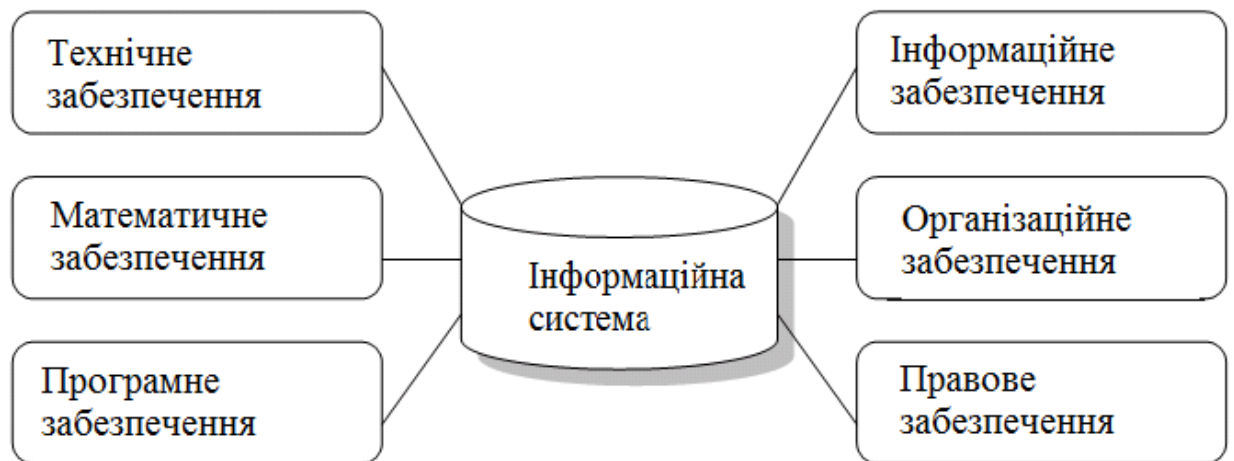 Технічне
забезпечення
Математичне
забезпечення
Програмне
забезпечення
Інформаційна
система
Інформаційне
забезпечення
Організаційне
забезпечення
Правове
забезпечення